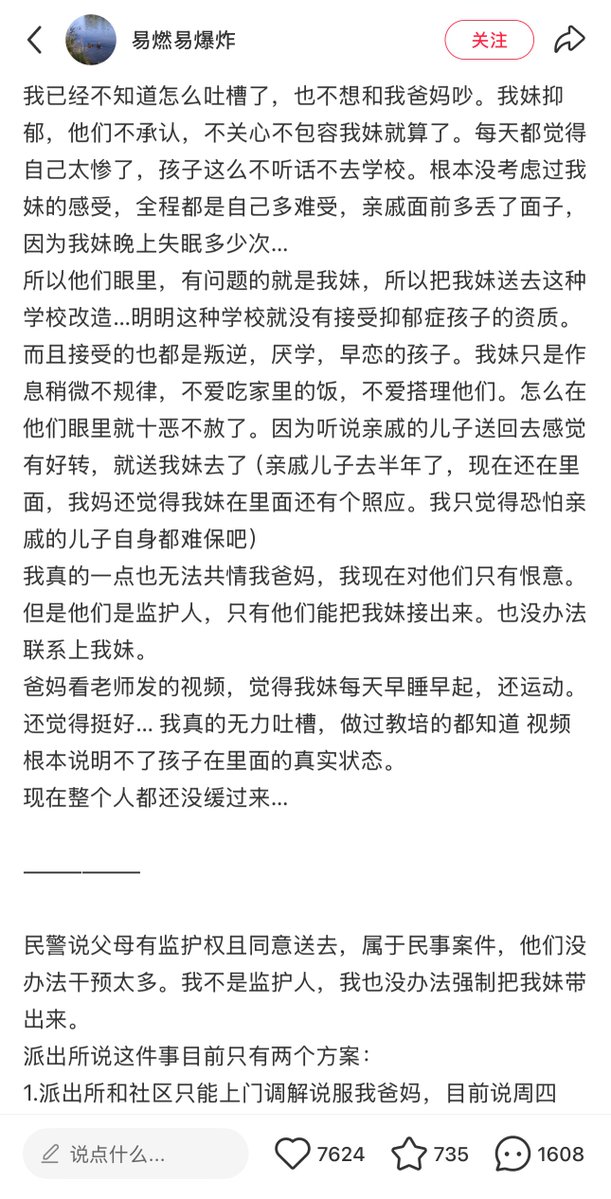 易燃易爆炸
关注
我已经不知道怎么吐槽了，也不想和我爸妈吵。我妹抑
郁，他们不承认，不关心不包容我妹就算了。每天都觉得
自己太惨了，孩子这么不听话不去学校。根本没考虑过我
妹的感受，全程都是自己多难受，亲戚面前多丢了面子，
因为我妹晚上失眠多少次...
所以他们眼里，有问题的就是我妹，所以把我妹送去这种
学校改造...明明这种学校就没有接受抑郁症孩子的资质。
而且接受的也都是叛逆，厌学，早恋的孩子。我妹只是作
息稍微不规律，不爱吃家里的饭，不爱搭理他们。怎么在
他们眼里就十恶不赦了。因为听说亲戚的儿子送回去感觉
有好转，就送我妹去了（亲戚儿子去半年了，现在还在里
面，我妈还觉得我妹在里面还有个照应。我只觉得恐怕亲
戚的儿子自身都难保吧）
我真的一点也无法共情我爸妈，我现在对他们只有恨意。
但是他们是监护人，只有他们能把我妹接出来。也没办法
联系上我妹。
爸妈看老师发的视频，觉得我妹每天早睡早起，还运动。
还觉得挺好... 我真的无力吐槽，做过教培的都知道 视频
根本说明不了孩子在里面的真实状态。
现在整个人都还没缓过来...
————
民警说父母有监护权且同意送去，属于民事案件，他们没
办法干预太多。我不是监护人，我也没办法强制把我妹带
出来。
派出所说这件事目前只有两个方案：
1.派出所和社区只能上门调解说服我爸妈，目前说周四
说点什么...
7624
735
1608